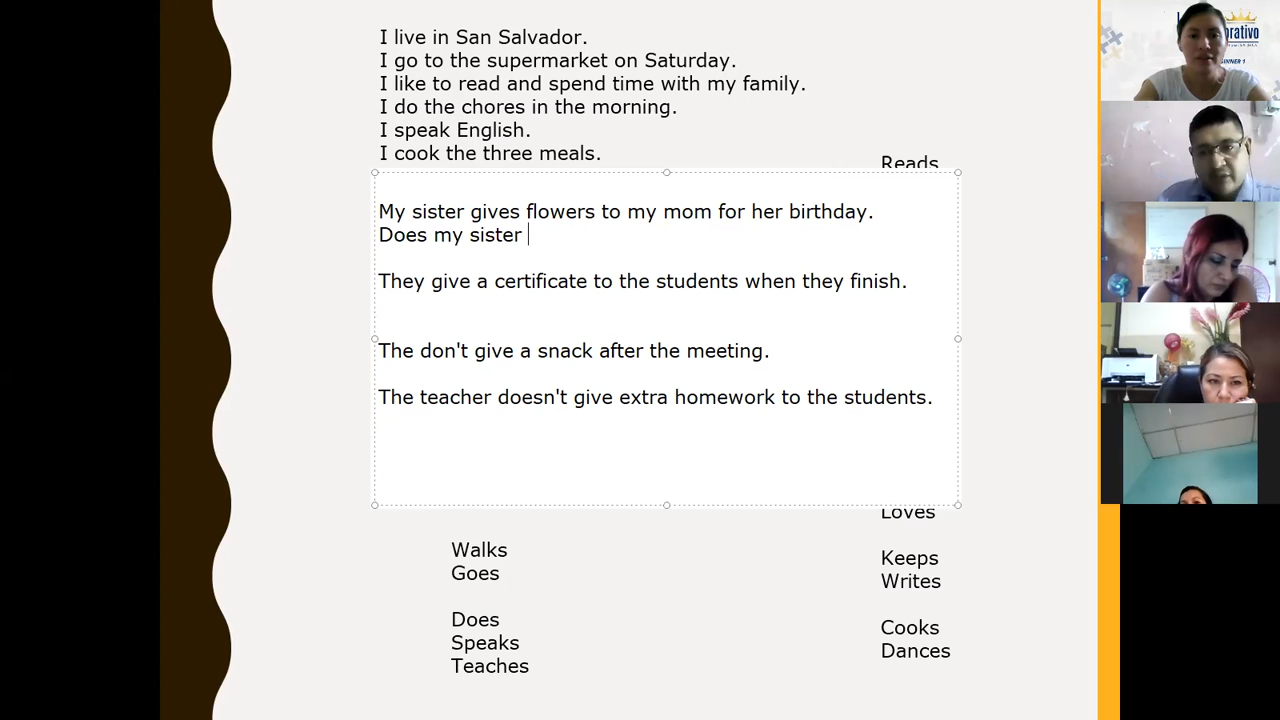 I live in San Salvador.
I go to the supermarket on Saturday.
I like to read and spend time with my family.
I do the chores in the morning.
I speak English.
I cook the three meals.
Reads
My sister gives flowers to my mom for her birthday.
Does my sister
They give a certificate to the students when they finish.
The don't give a snack after the meeting.
The teacher doesn't give extra homework to the students.
Loves
Walks
Goes
Does
Speaks
Teaches
Keeps
Writes
Cooks
Dances